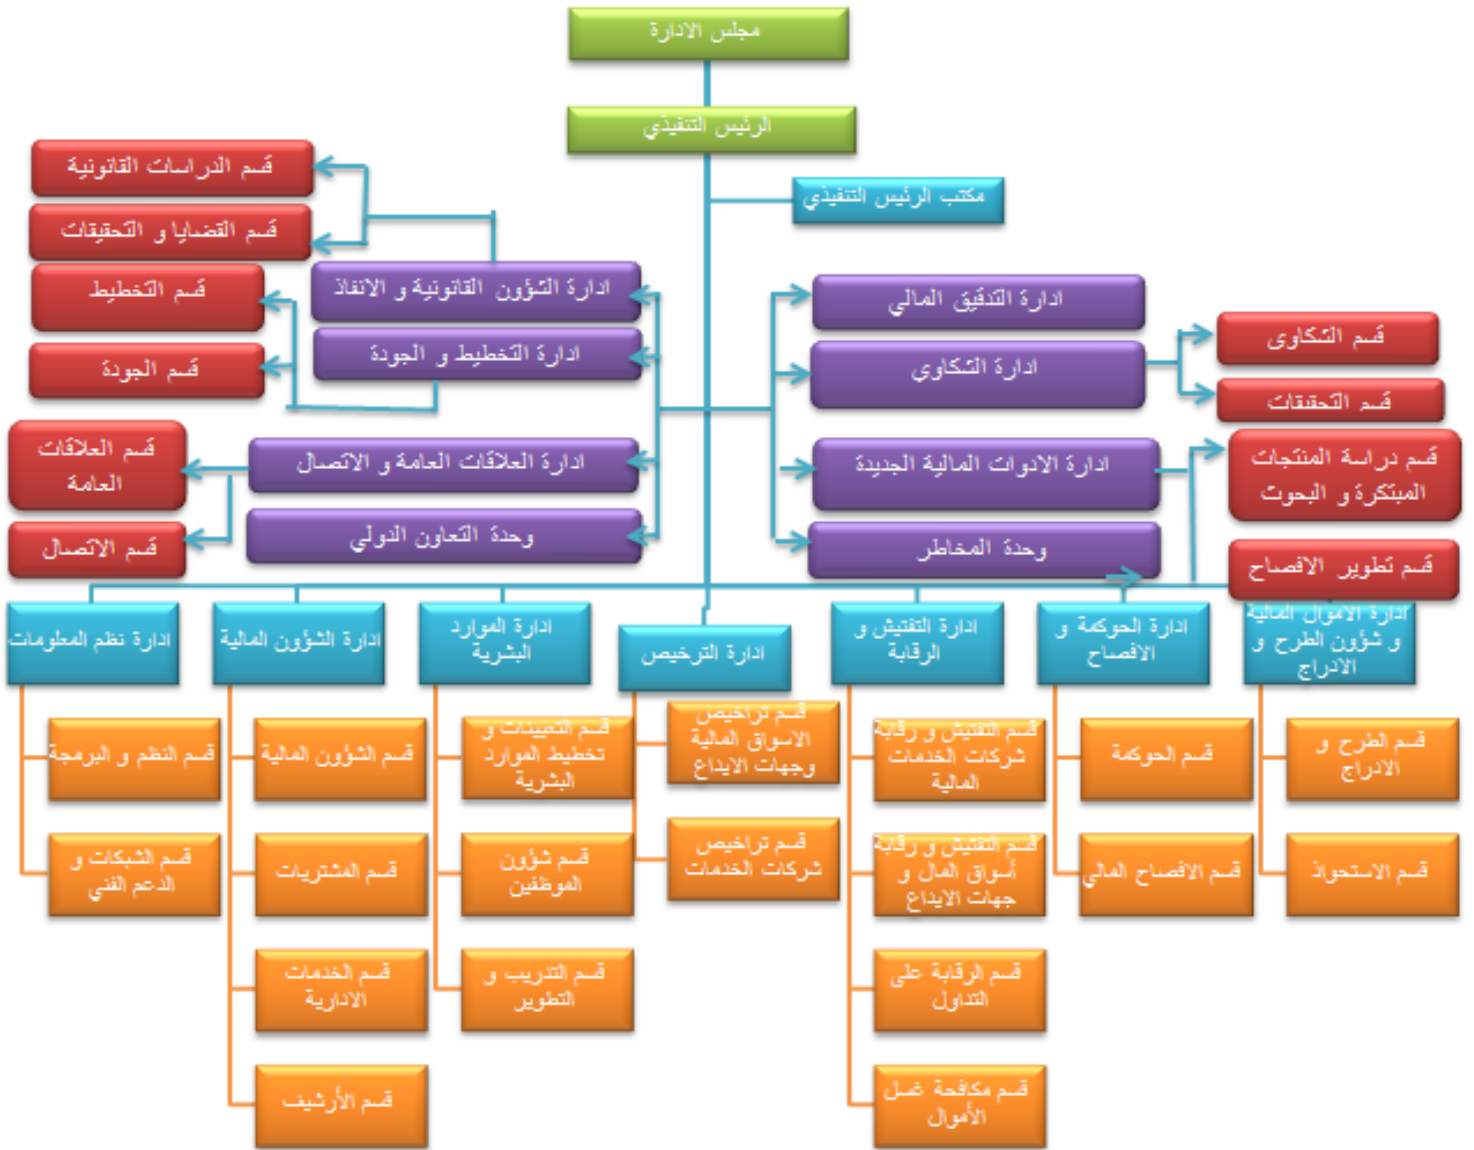 مجلس الادارة
الرئيس التنفيذي
مكتب الرئيس التنفيذي
قسم الدراسات القانونية
قسم القضايا و التحقيقات
قسم التخطيط
قسم الجودة
قسم العلاقات
العامة
قسم الاتصال
ادارة الشؤون القانونية و الانفاذ
ادارة التخطيط و الجودة
ادارة العلاقات العامة و الاتصال
وحدة التعاون الدولي
ادارة التدقيق المالي
ادارة الشكاوي
ادارة الادوات المالية الجديدة
وحدة المخاطر
قسم الشكاوى
قسم التحقيقات
قسم دراسة المنتجات
المبتكرة و البحوث
قسم تطوير الافصاح
ادارة الاموال المالية
و شؤون الطرح و
الادراج
قسم الطرح و
الادراج
قسم الاستحواذ
ادارة الحوكمة و
الافصاح
قسم الحوكمة
قسم الافصاح المالي
ادارة التفتيش و
الرقابة
قسم التفتيش و رقابة
شركات الخدمات
المالية
قسم التفتيش و رقابة
أسواق المال و
جهات الايداع
قسم الرقابة على
التداول
قسم مكافحة غسل
الأموال
ادارة الترخيص
قسم تراخيص
الاسواق المالية
وجهات الايداع
قسم تراخيص
شركات الخدمات
ادارة الموارد
البشرية
قسم التعيينات و
تخطيط الموارد
البشرية
قسم شؤون
الموظفين
قسم التدريب و
التطوير
ادارة الشؤون المالية
قسم الشؤون المالية
قسم المشتريات
قسم الخدمات
الادارية
قسم الأرشيف
ادارة نظم المعلومات
قسم النظم و البرمجة
قسم الشبكات و
الدعم الفني